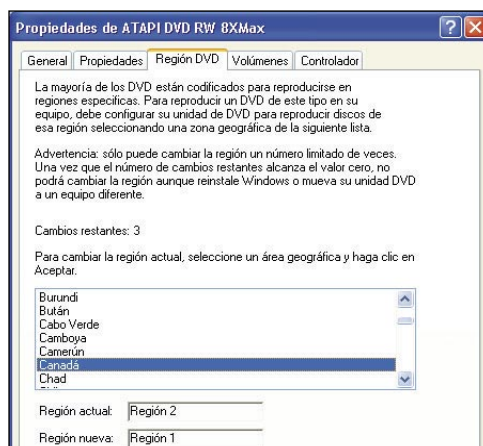 Propiedades de ATAPI DVD RW 8XMax
General Propiedades Región DVD Volúmenes Controlador
La mayoría de los DVD están codificados para reproducirse en
regiones especificas. Para reproducir un DVD de este tipo en su
equipo, debe configurar su unidad de DVD para reproducir discos de
esa región seleccionando una zona geográfica de la siguiente lista.
Advertencia: sólo puede cambiar la región un número limitado de veces.
Una vez que el número de cambios restantes alcanza el valor cero, no
podrá cambiar la región aunque reinstale Windows o mueva su unidad DVD
a un equipo diferente.
Cambios restantes: 3
Para cambiar la región actual, seleccione un área geográfica y haga clic en
Aceptar.
Burundi
Bután
Cabo Verde
Camboya
Camerún
Canadá
Chad
Región actual: Región 2
Región nueva: Región 1